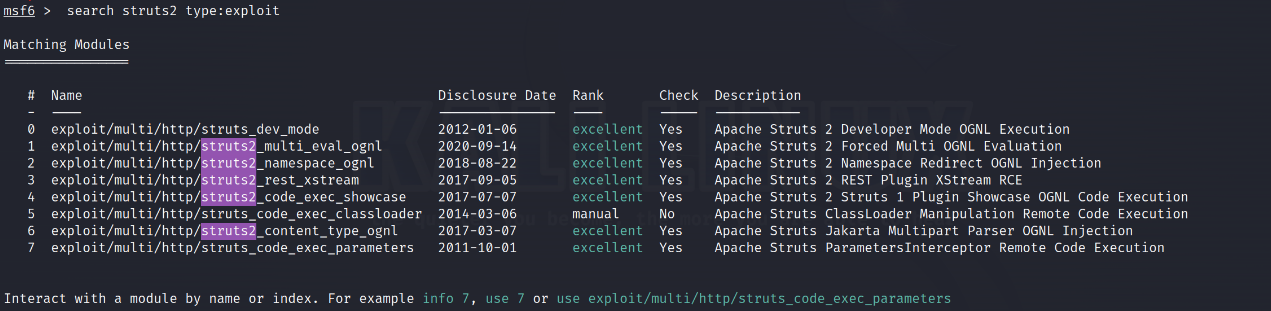 msf6 > search struts2 type:exploit
Matching Modules
================
# Name Disclosure Date Rank Check Description
- ---- --------------- ---- ----- -----------
0 exploit/multi/http/struts_dev_mode 2012-01-06 excellent Yes Apache Struts 2 Developer Mode OGNL Execution
1 exploit/multi/http/struts2_multi_eval_ognl 2020-09-14 excellent Yes Apache Struts 2 Forced Multi OGNL Evaluation
2 exploit/multi/http/struts2_namespace_ognl 2018-08-22 excellent Yes Apache Struts 2 Namespace Redirect OGNL Injection
3 exploit/multi/http/struts2_rest_xstream 2017-09-05 excellent Yes Apache Struts 2 REST Plugin XStream RCE
4 exploit/multi/http/struts2_code_exec_showcase 2017-07-07 excellent Yes Apache Struts 2 Struts 1 Plugin Showcase OGNL Code Execution
5 exploit/multi/http/struts_code_exec_classloader 2014-03-06 manual No Apache Struts ClassLoader Manipulation Remote Code Execution
6 exploit/multi/http/struts2_content_type_ognl 2017-03-07 excellent Yes Apache Struts Jakarta Multipart Parser OGNL Injection
7 exploit/multi/http/struts_code_exec_parameters 2011-10-01 excellent Yes Apache Struts ParametersInterceptor Remote Code Execution
Interact with a module by name or index. For example info 7, use 7 or use exploit/multi/http/struts_code_exec_parameters